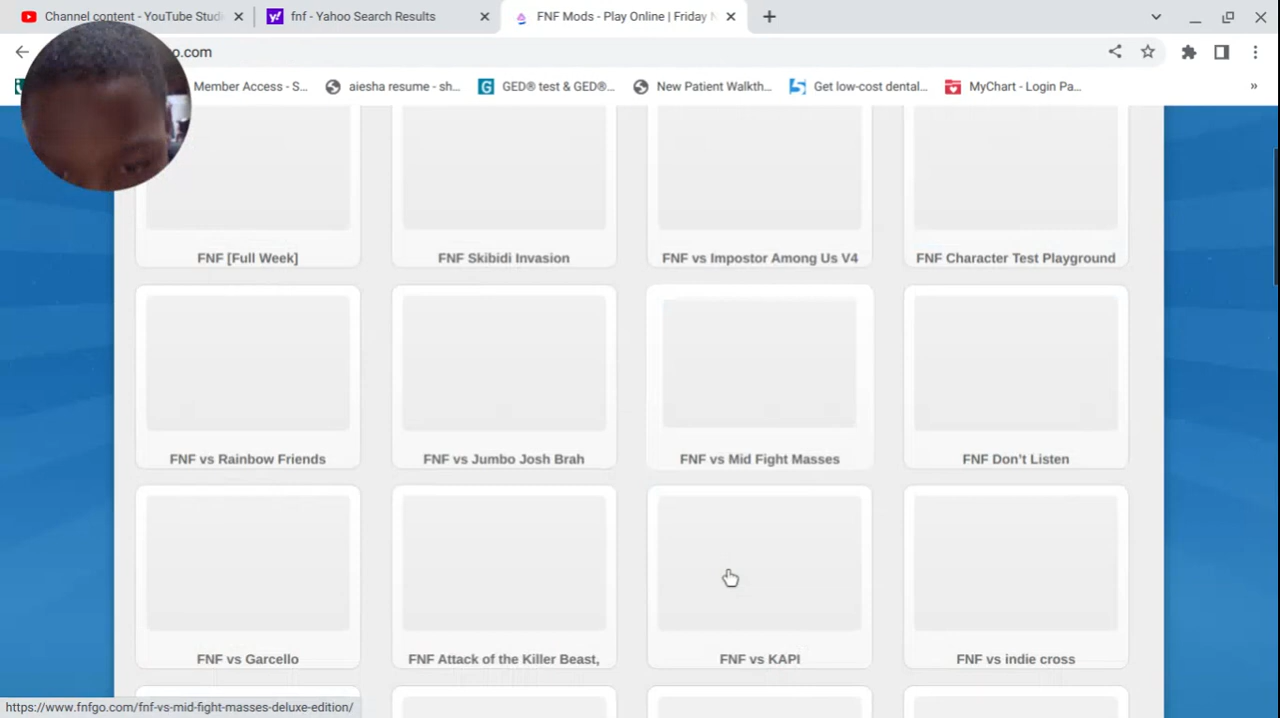 Channel content - YouTube Stud
fnf - Yahoo Search Results
FNF Mods - Play Online | Friday N
o.com
Member Access - S...
aiesha resume - sh...
GED® test & GED®...
New Patient Walkth...
Get low-cost dental...
MyChart - Login Pa...
»
FNF [Full Week]
FNF Skibidi Invasion
FNF vs Impostor Among Us V4
FNF Character Test Playground
FNF vs Rainbow Friends
FNF vs Jumbo Josh Brah
FNF vs Mid Fight Masses
FNF Don't Listen
FNF vs Garcello
FNF Attack of the Killer Beast,
FNF vs KAPI
FNF vs indie cross
https://www.fnfgo.com/fnf-vs-mid-fight-masses-deluxe-edition/